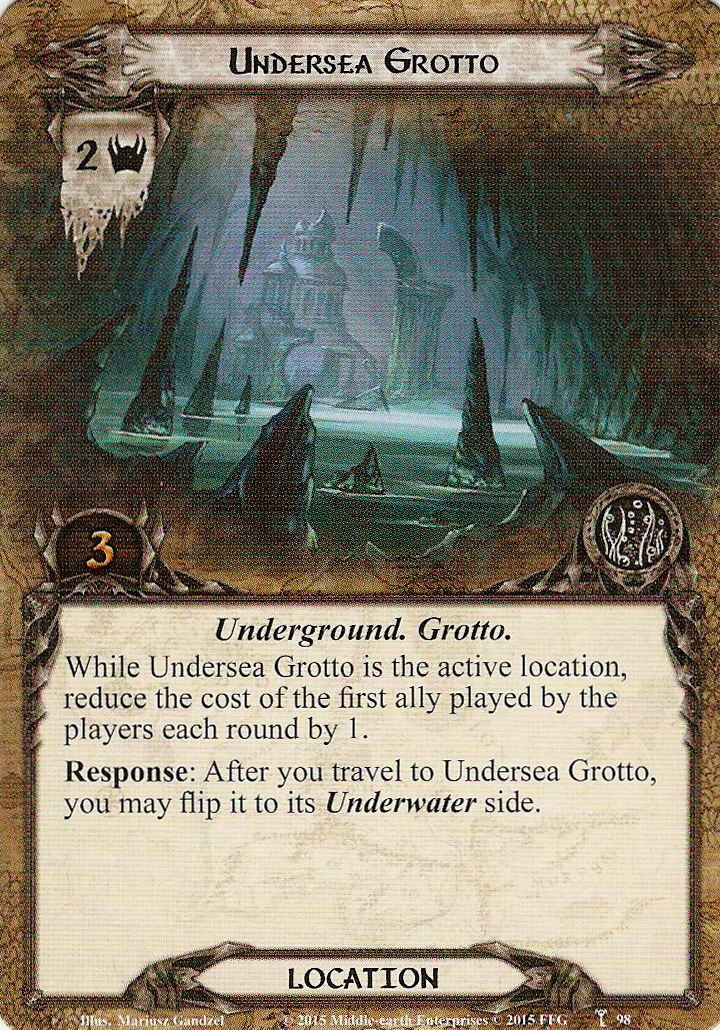 Undersea Grotto
2
3
Underground. Grotto.
While Undersea Grotto is the active location,
reduce the cost of the first ally played by the
players each round by 1.
Response: After you travel to Undersea Grotto,
you may flip it to its Underwater side.
LOCATION
Illus. Mariusz Gandzel © 2015 Middle-earth Enterprises © 2015 FFG 98